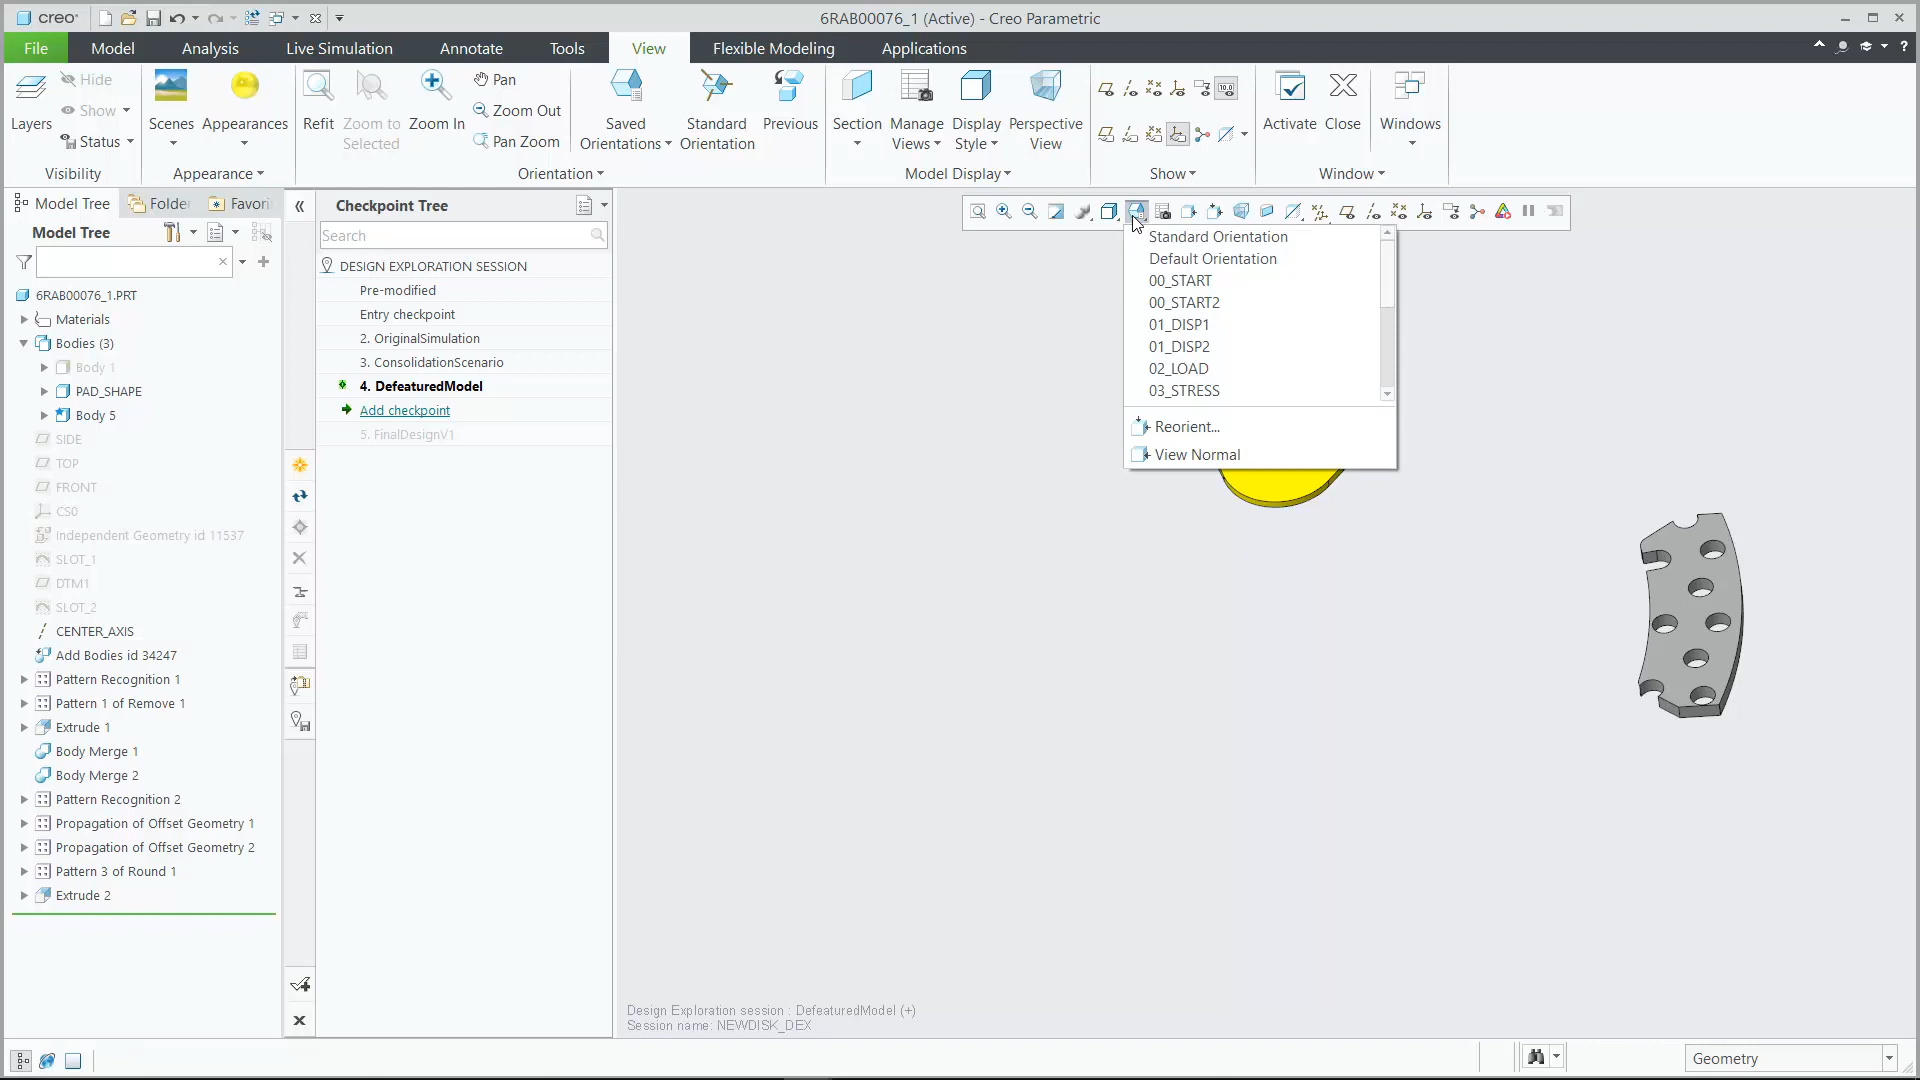 creo
6RAB00076_1 (Active) - Creo Parametric
File
Model
Analysis
Live Simulation
Annotate
Tools
View
Flexible Modeling
Applications
Layers
Hide
Show
Status
Visibility
Scenes
Appearances
Appearance
Refit
Zoom to
Selected
Zoom In
Pan
Zoom Out
Pan Zoom
Saved
Orientations
Standard
Orientation
Previous
Orientation
Section
Manage
Views
Display
Style
Perspective
View
Model Display
10.0
Show
Activate
Close
Windows
Window
Model Tree
Folder
Favori
Model Tree
6RAB00076_1.PRT
Materials
Bodies (3)
Body 1
PAD_SHAPE
Body 5
SIDE
TOP
FRONT
CS0
Independent Geometry id 11537
SLOT_1
DTM1
SLOT_2
CENTER_AXIS
Add Bodies id 34247
Pattern Recognition 1
Pattern 1 of Remove 1
Extrude 1
Body Merge 1
Body Merge 2
Pattern Recognition 2
Propagation of Offset Geometry 1
Propagation of Offset Geometry 2
Pattern 3 of Round 1
Extrude 2
Checkpoint Tree
Search
DESIGN EXPLORATION SESSION
Pre-modified
Entry checkpoint
2. OriginalSimulation
3. ConsolidationScenario
4. DefeaturedModel
Add checkpoint
5. FinalDesignV1
Standard Orientation
Default Orientation
00_START
00_START2
01_DISP1
01_DISP2
02_LOAD
03_STRESS
Reorient...
View Normal
Design Exploration session : DefeaturedModel (+)
Session name: NEWDISK_DEX
Geometry